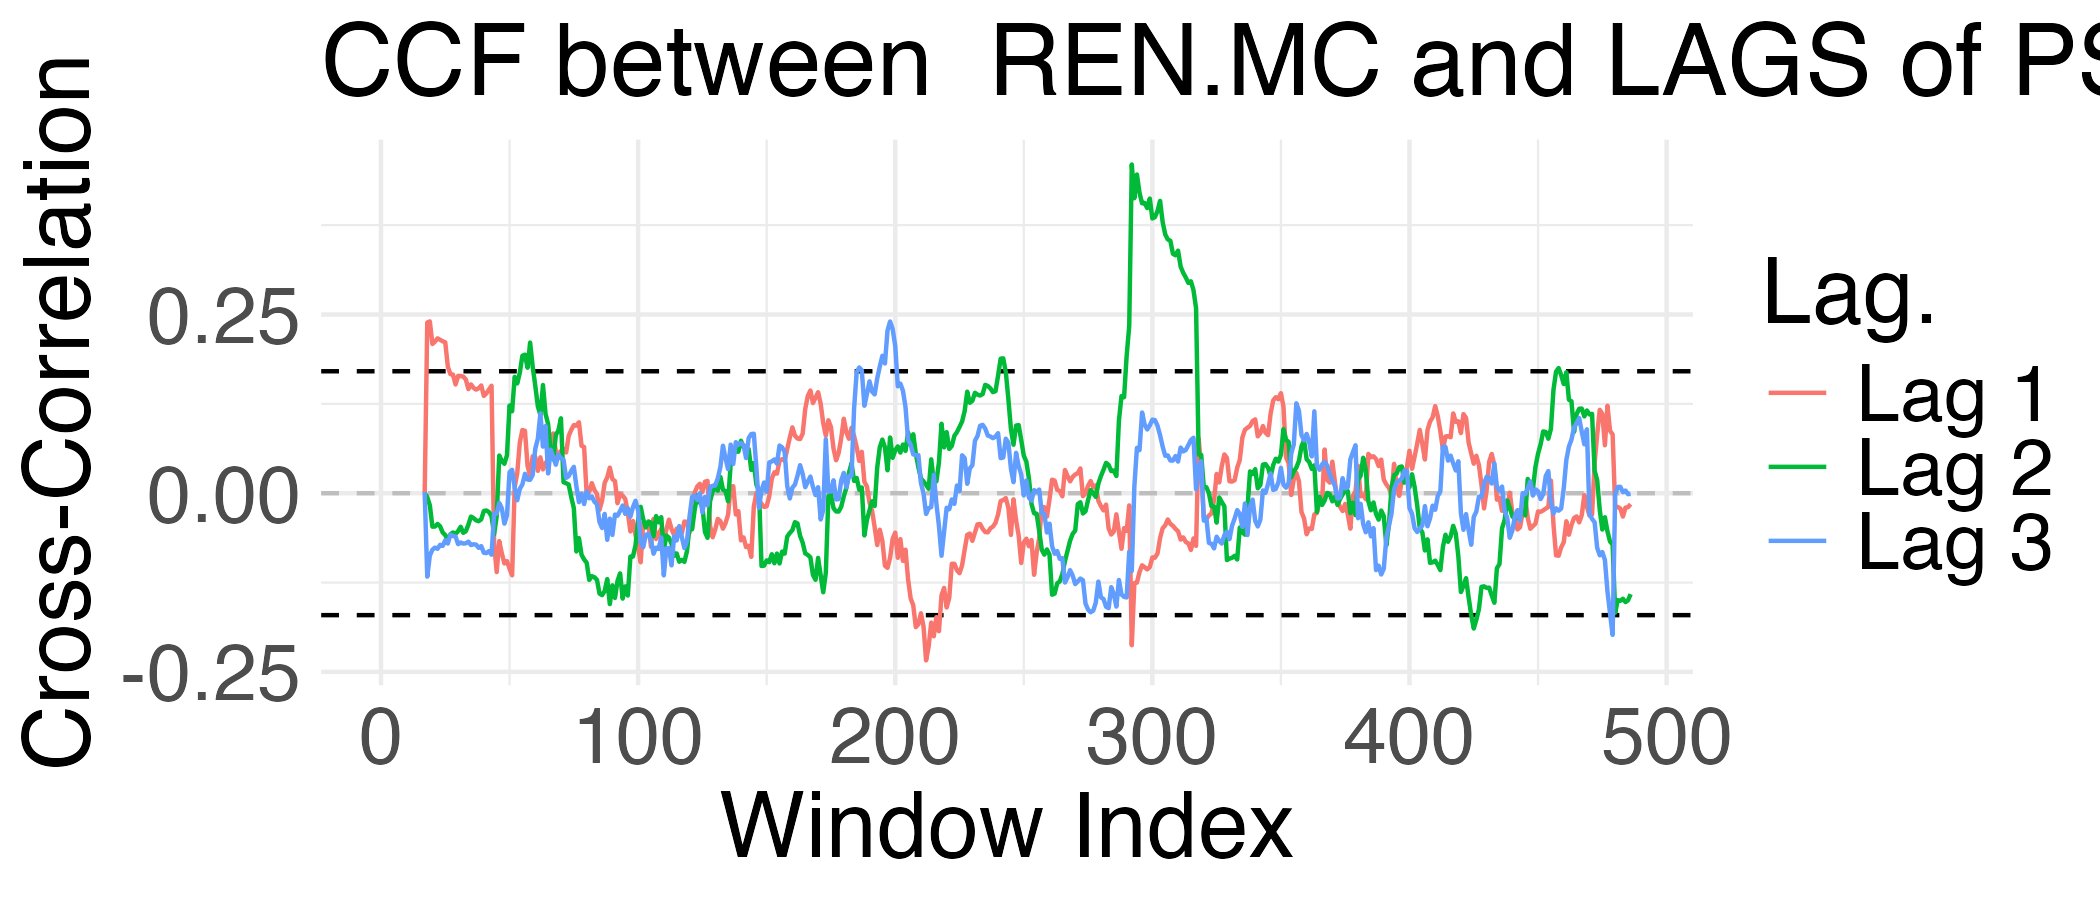 CCF between  REN.MC and LAGS of PS
Cross-Correlation
0.25
0.00
-0.25
0
100
200
300
400
500
Window Index
Lag.
Lag 1
Lag 2
Lag 3